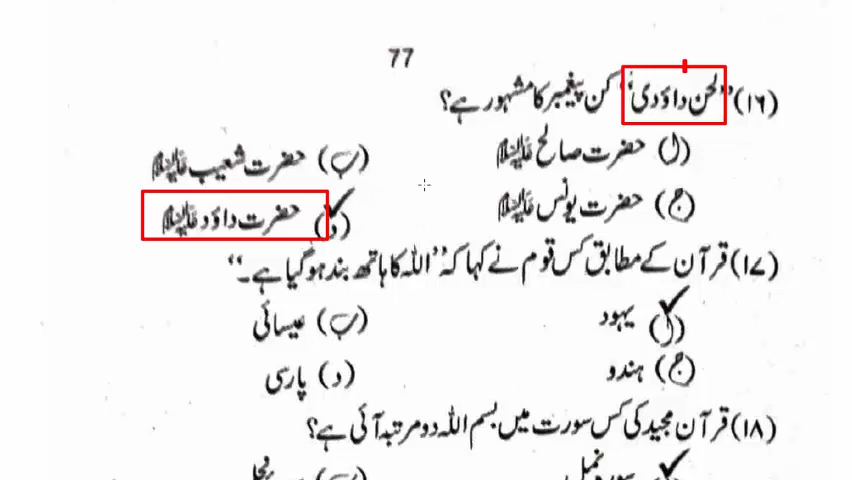 77
(۱۶) "لحن داؤدی" کن پیغمبر کا مشہور ہے؟
(ا) حضرت صالح علیہ السلام (ب) حضرت شعیب علیہ السلام
(ج) حضرت یونس علیہ السلام (د) حضرت داؤد علیہ السلام
(۱۷) قرآن کے مطابق کس قوم نے کہا کہ "اللہ کا ہاتھ بند ہو گیا ہے۔"
(ا) یہود (ب) عیسائی
(ج) ہندو (د) پارسی
(۱۸) قرآن مجید کی کس سورت میں بسم اللہ دو مرتبہ آئی ہے؟
سورہ نمل (ب)